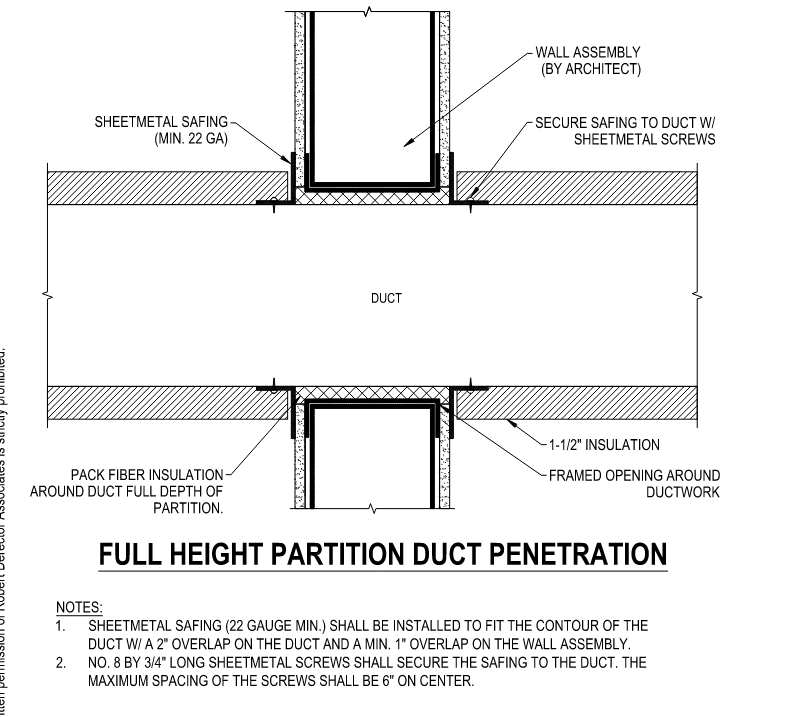 WALL ASSEMBLY
(BY ARCHITECT)
SHEETMETAL SAFING
(MIN. 22 GA)
SECURE SAFING TO DUCT W/
SHEETMETAL SCREWS
DUCT
1-1/2" INSULATION
PACK FIBER INSULATION
AROUND DUCT FULL DEPTH OF
PARTITION.
FRAMED OPENING AROUND
DUCTWORK
FULL HEIGHT PARTITION DUCT PENETRATION
NOTES:
1. SHEETMETAL SAFING (22 GAUGE MIN.) SHALL BE INSTALLED TO FIT THE CONTOUR OF THE
DUCT W/ A 2" OVERLAP ON THE DUCT AND A MIN. 1" OVERLAP ON THE WALL ASSEMBLY.
2. NO. 8 BY 3/4" LONG SHEETMETAL SCREWS SHALL SECURE THE SAFING TO THE DUCT. THE
MAXIMUM SPACING OF THE SCREWS SHALL BE 6" ON CENTER.
permission of Robert Derector Associates is strictly prohibited.